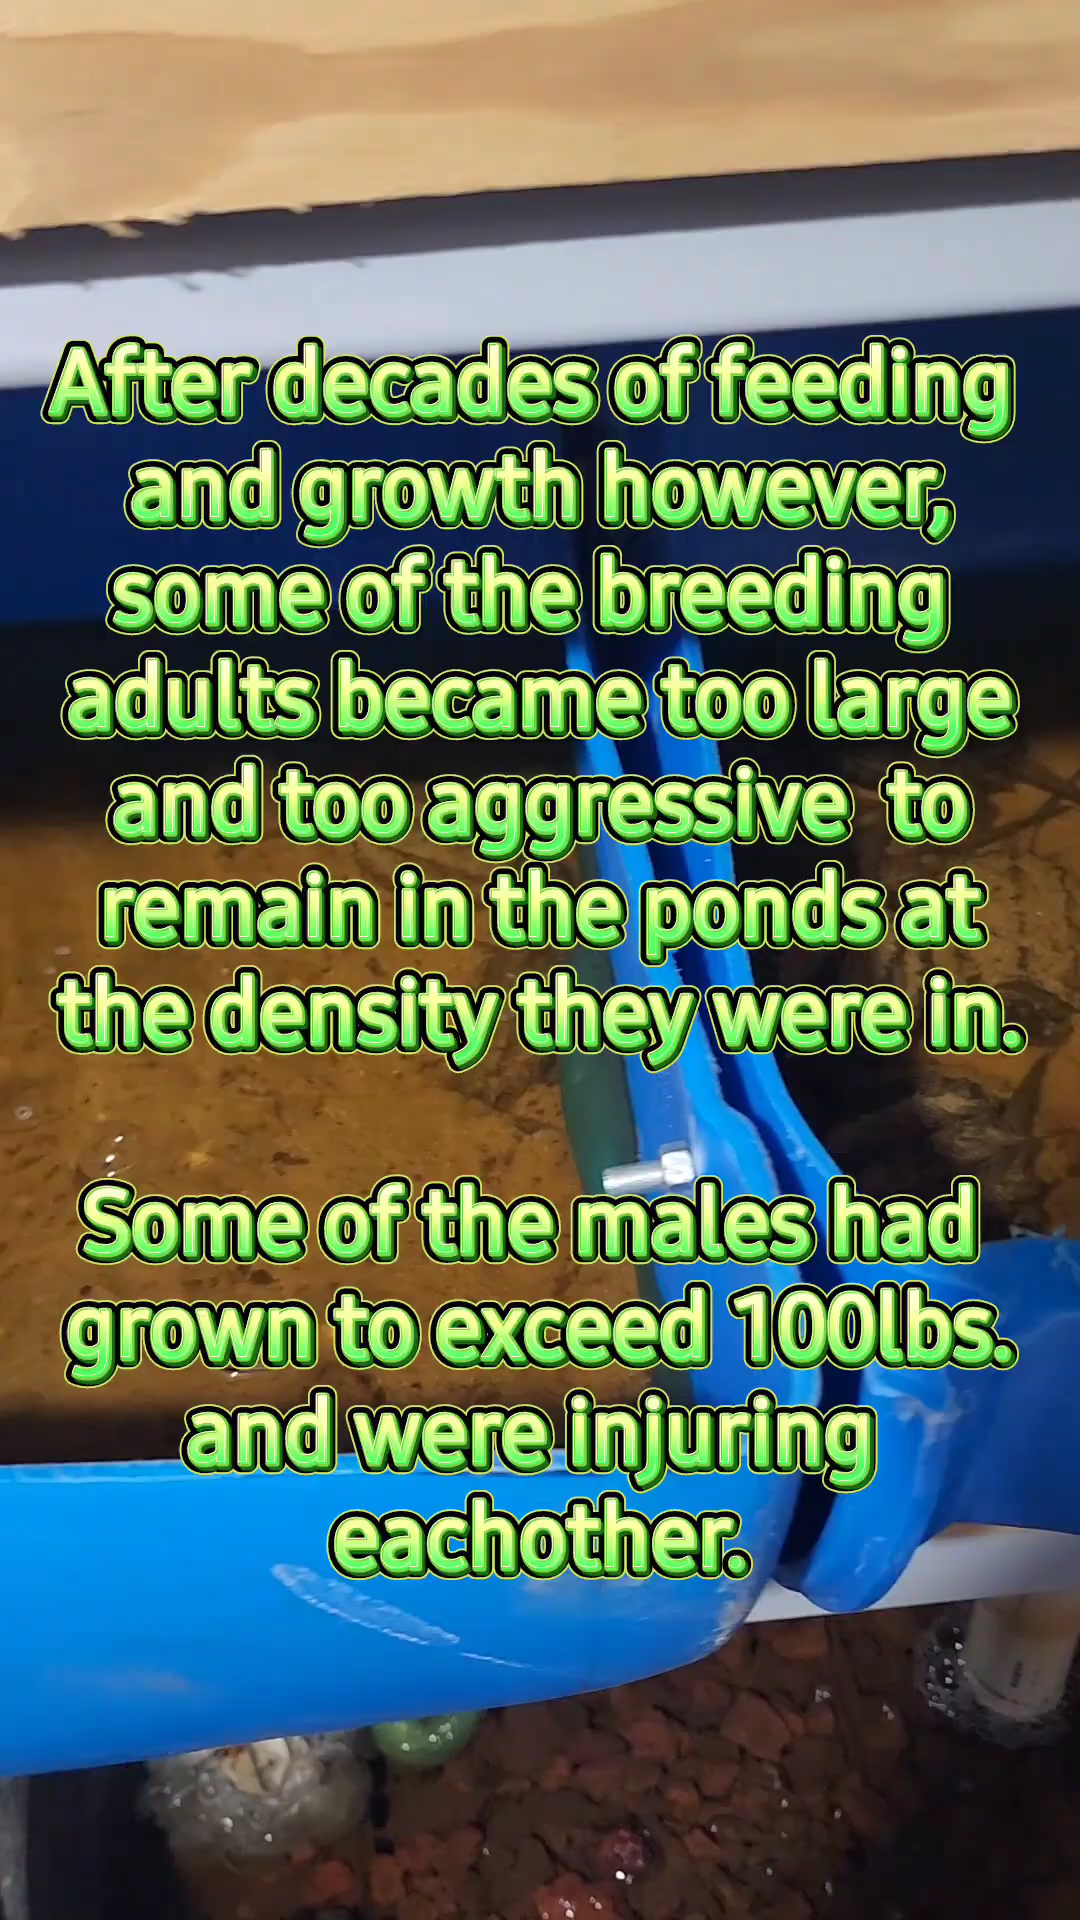 After decades of feeding
and growth however,
some of the breeding
adults became too large
and too aggressive  to
remain in the ponds at
the density they were in.
Some of the males had
grown to exceed 100lbs.
and were injuring
eachother.